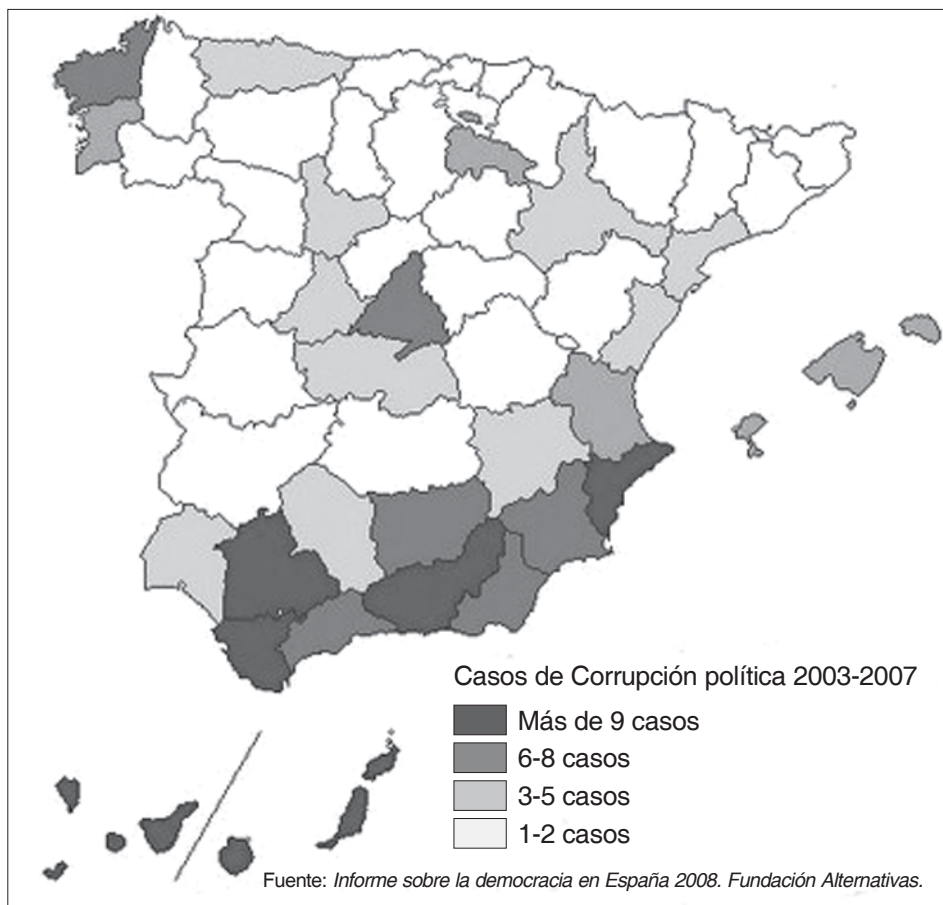 Casos de Corrupción política 2003-2007
Más de 9 casos
6-8 casos
3-5 casos
1-2 casos
Fuente: Informe sobre la democracia en España 2008. Fundación Alternativas.